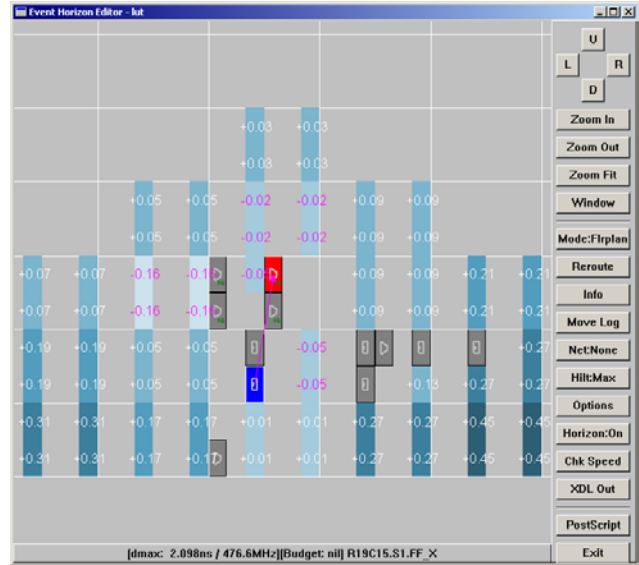 Event Horizon Editor - lut
U
L R
D
Zoom In
Zoom Out
Zoom Fit
Window
Mode:Flrplan
Reroute
Info
Move Log
Net:None
Hilt:Max
Options
Horizon:On
Chk Speed
XDL Out
PostScript
Exit
+0.03 +0.03
+0.03 +0.03
+0.05 +0.05 -0.02 -0.02 +0.09 +0.09
+0.05 +0.05 -0.02 -0.02 +0.09 +0.09
+0.07 +0.07 -0.16 +0.09 +0.09 +0.21 +0.21
+0.07 +0.07 -0.16 +0.09 +0.09 +0.21 +0.21
+0.19 +0.19 +0.05 +0.05 -0.05 +0.27
+0.19 +0.19 +0.05 +0.05 -0.05 +0.13 +0.27 +0.27
+0.31 +0.31 +0.17 +0.17 +0.01 +0.01 +0.27 +0.27 +0.45 +0.45
+0.31 +0.31 +0.17 +0.17 +0.01 +0.01 +0.27 +0.27 +0.45 +0.45
[dmax: 2.098ns / 476.6MHz][Budget: nil] R19C15.S1.FF_X